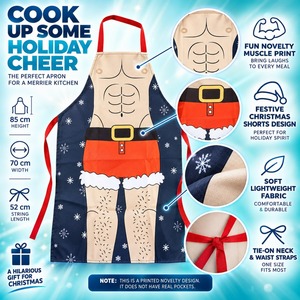 COOK
UP SOME
HOLIDAY
CHEER
THE PERFECT APRON
FOR A MERRIER KITCHEN
85 cm
HEIGHT
70 cm
WIDTH
52 cm
STRING
LENGTH
A HILARIOUS
GIFT FOR
CHRISTMAS
FUN NOVELTY
MUSCLE PRINT
BRING LAUGHS
TO EVERY MEAL
FESTIVE
CHRISTMAS
SHORTS DESIGN
PERFECT FOR
HOLIDAY SPIRIT
SOFT
LIGHTWEIGHT
FABRIC
COMFORTABLE &
DURABLE
TIE-ON NECK
& WAIST STRAPS
ONE SIZE
FITS MOST
NOTE: THIS IS A PRINTED NOVELTY DESIGN.
IT DOES NOT HAVE REAL POCKETS.